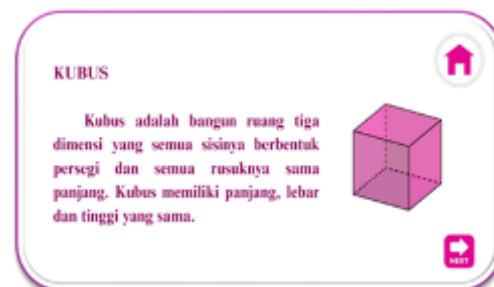 KUBUS
Kubus adalah bangun ruang tiga
dimensi yang semua sisinya berbentuk
persegi dan semua rusuknya sama
panjang. Kubus memiliki panjang, lebar
dan tinggi yang sama.
NEXT